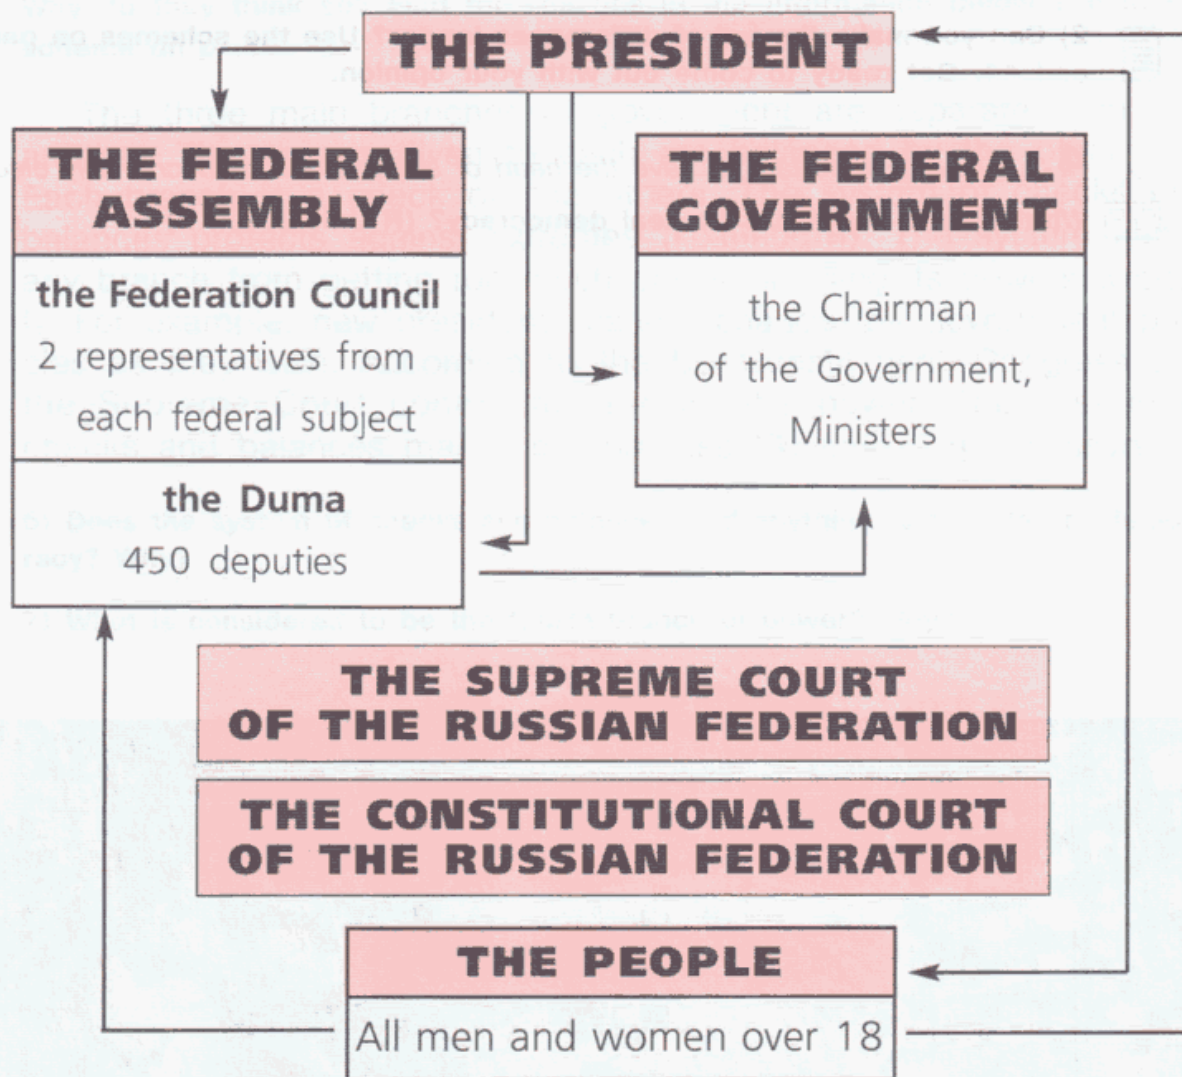 THE PRESIDENT
THE FEDERAL
ASSEMBLY
the Federation Council
2 representatives from
each federal subject
the Duma
450 deputies
THE FEDERAL
GOVERNMENT
the Chairman
of the Government,
Ministers
THE SUPREME COURT
OF THE RUSSIAN FEDERATION
THE CONSTITUTIONAL COURT
OF THE RUSSIAN FEDERATION
THE PEOPLE
All men and women over 18